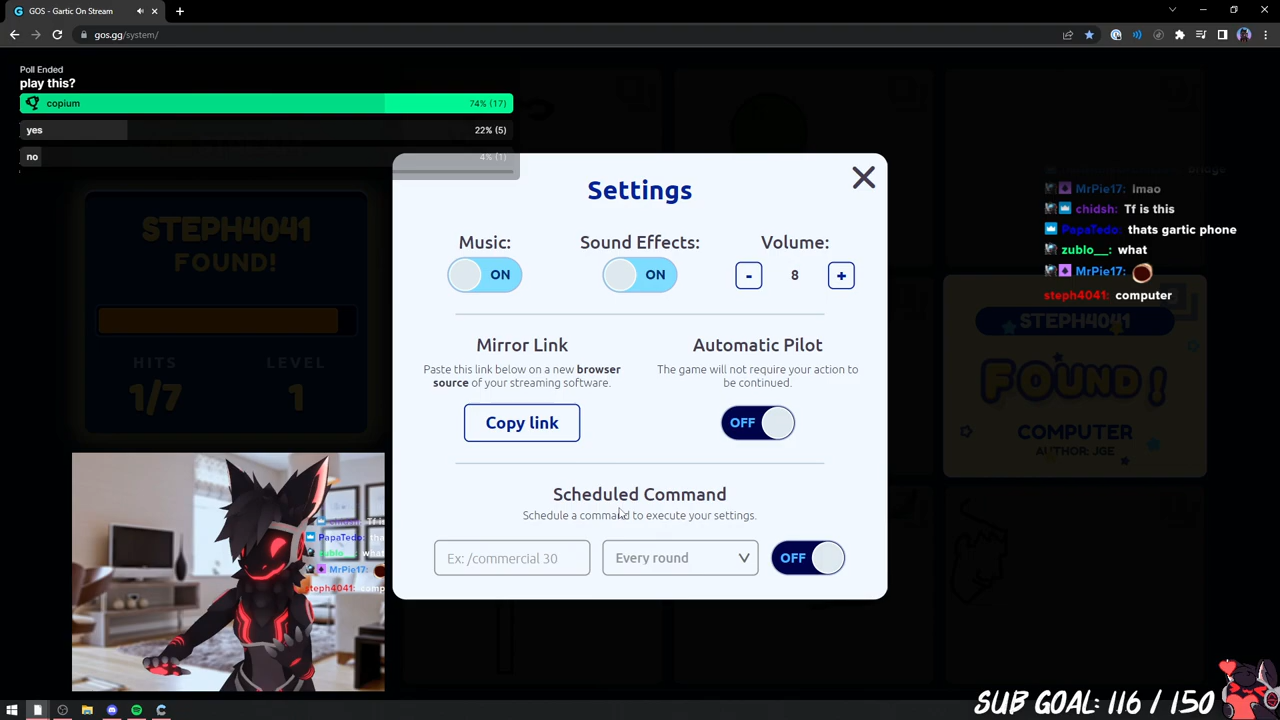 GOS - Gartic On Stream
gos.gg/system/
Poll Ended
play this?
copium
74% (17)
yes
22% (5)
no
4% (1)
STEPH4041
FOUND!
HITS
LEVEL
1/7
1
Settings
Music:
Sound Effects:
Volume:
ON
ON
-
8
+
Mirror Link
Automatic Pilot
Paste this link below on a new browser
source of your streaming software.
The game will not require your action to
be continued.
Copy link
OFF
Scheduled Command
Schedule a command to execute your settings.
Ex: /commercial 30
Every round
OFF
MrPie17: lmao
chidsh: Tf is this
PapaTedo: thats gartic phone
zublo__: what
MrPie17:
steph4041: computer
STEPH4041
FOUND!
COMPUTER
AUTHOR: JGE
SUB GOAL: 116 / 150